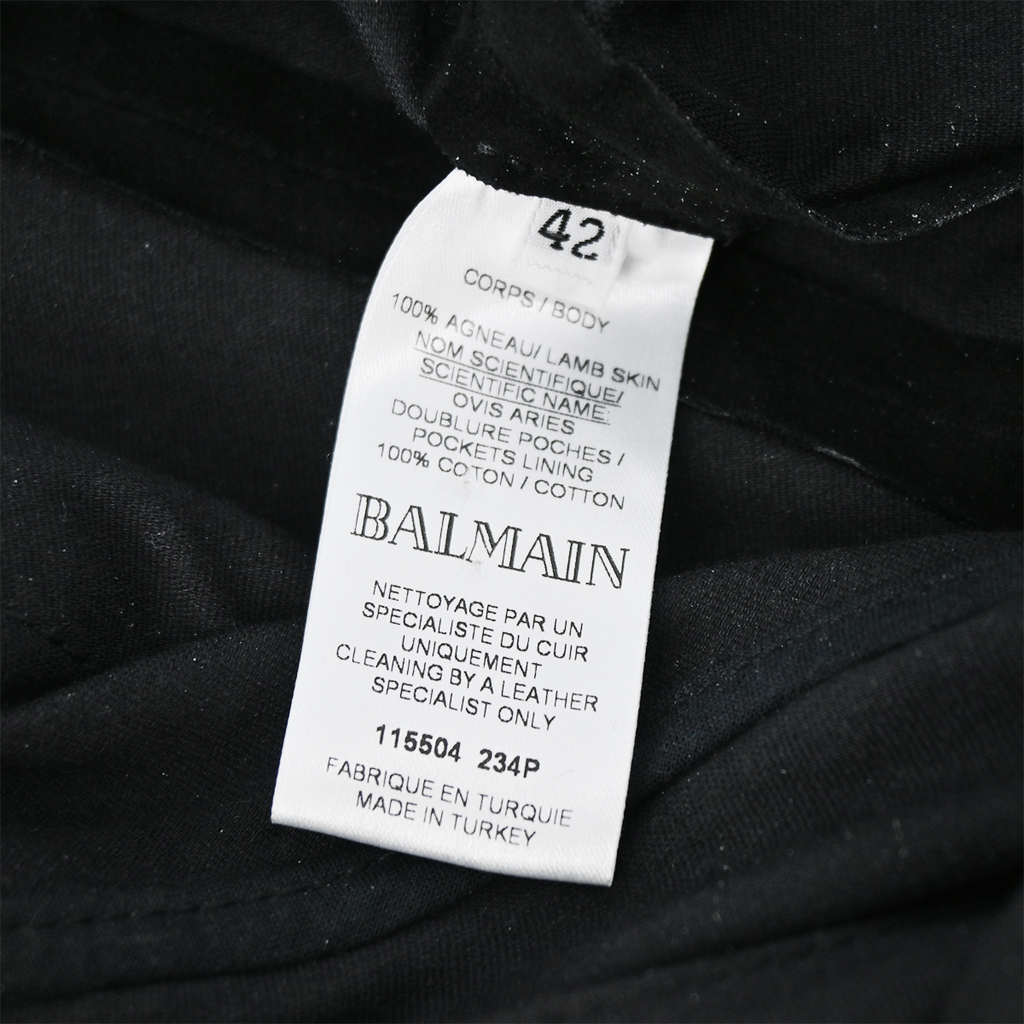 42
CORPS / BODY
100% AGNEAU/ LAMB SKIN
NOM SCIENTIFIQUE/
SCIENTIFIC NAME:
OVIS ARIES
DOUBLURE POCHES /
POCKETS LINING
100% COTON / COTTON
BALMAIN
NETTOYAGE PAR UN
SPECIALISTE DU CUIR
UNIQUEMENT
CLEANING BY A LEATHER
SPECIALIST ONLY
115504 234P
FABRIQUE EN TURQUIE
MADE IN TURKEY